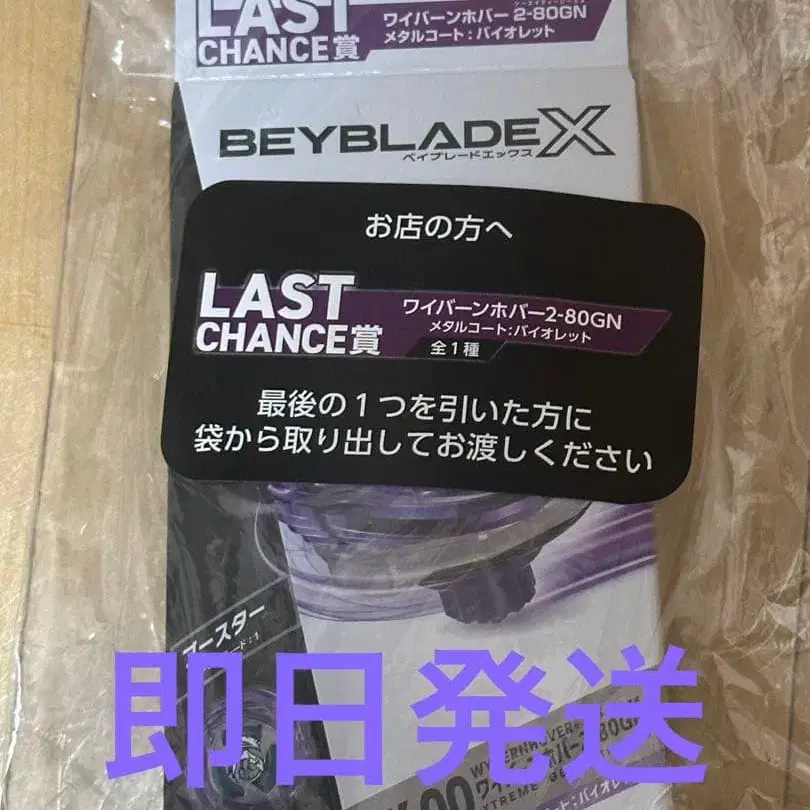 LAST
CHANCE賞
ワイバーンホバー 2-80GN
メタルコート:バイオレット
BEYBLADE X
ベイブレードエックス
お店の方へ
LAST
CHANCE賞
ワイバーンホバー2-80GN
メタルコート:バイオレット
全1種
最後の1つを引いた方に
袋から取り出してお渡しください
ブースター
即日発送